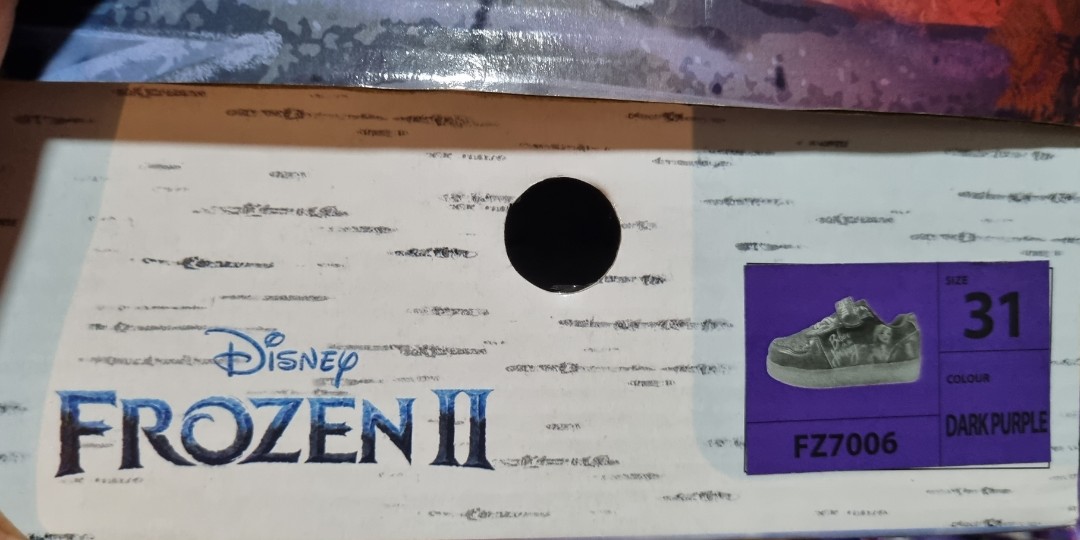 DISNEY
FROZEN II
SIZE
31
COLOUR
DARK PURPLE
FZ7006